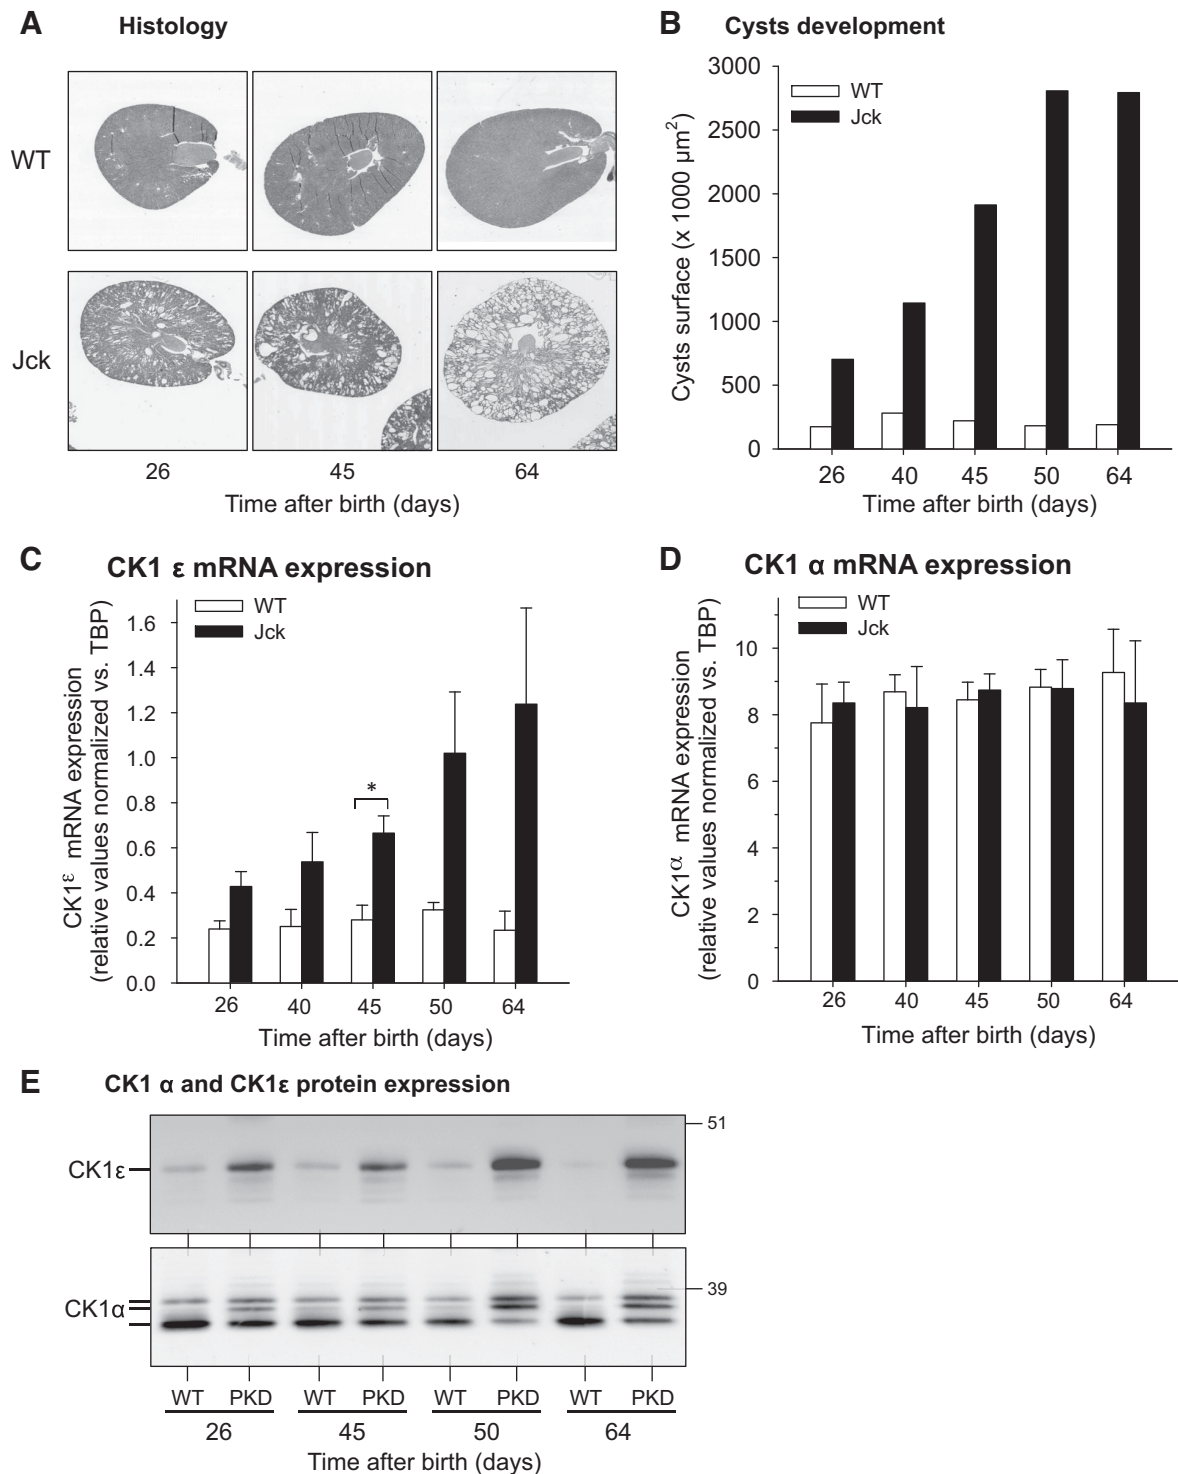 A Histology
WT
Jck
26 45 64
Time after birth (days)
B Cysts development
WT
Jck
Cysts surface (x 1000 µm²)
3000
2500
2000
1500
1000
500
0
26 40 45 50 64
Time after birth (days)
C CK1 ε mRNA expression
WT
Jck
CK1ε mRNA expression
(relative values normalized vs. TBP)
1.6
1.4
1.2
1.0
0.8
0.6
0.4
0.2
0.0
*
26 40 45 50 64
Time after birth (days)
D CK1 α mRNA expression
WT
Jck
CK1α mRNA expression
(relative values normalized vs. TBP)
10
8
6
4
2
0
26 40 45 50 64
Time after birth (days)
E CK1 α and CK1ε protein expression
51
CK1ε
39
CK1α
WT PKD WT PKD WT PKD WT PKD
26 45 50 64
Time after birth (days)